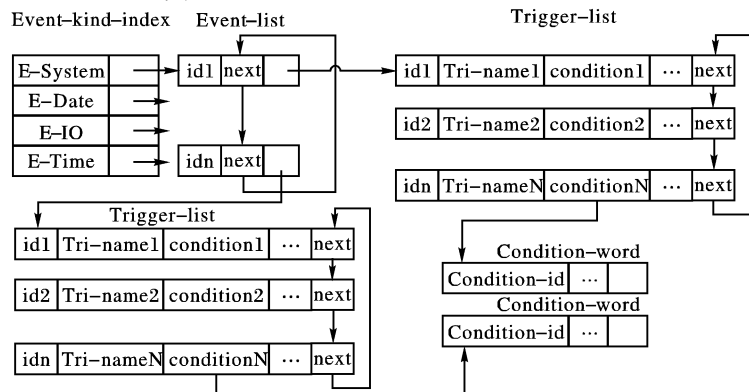 Event-kind-index
Event-list
Trigger-list
E-System
id1 next
id1 Tri-name1 condition1 ... next
E-Date
E-IO
id2 Tri-name2 condition2 ... next
E-Time
idn next
idn Tri-nameN conditionN ... next
Trigger-list
id1 Tri-name1 condition1 ... next
Condition-word
Condition-id ...
id2 Tri-name2 condition2 ... next
Condition-word
Condition-id ...
idn Tri-nameN conditionN ... next